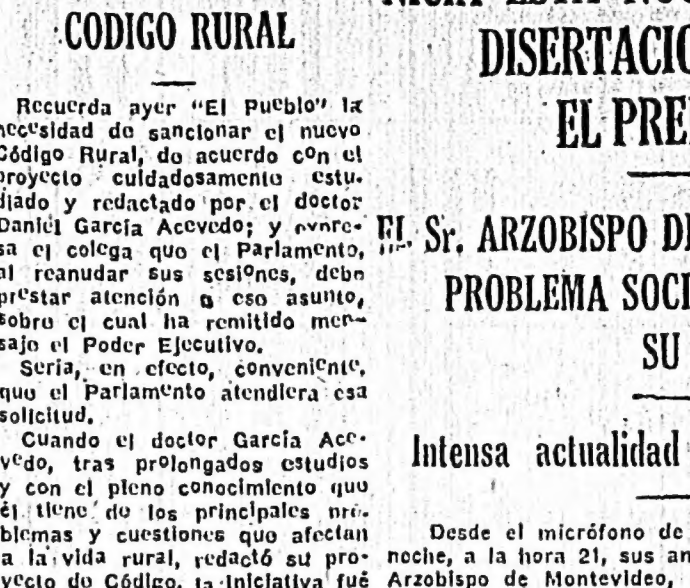 CODIGO RURAL
Recuerda ayer "El Pueblo" la
necesidad de sancionar el nuevo
Código Rural, de acuerdo con el
proyecto cuidadosamente estu-
diado y redactado por el doctor
Daniel García Acevedo; y expre-
sa el colega que el Parlamento,
al reanudar sus sesiones, debe
prestar atención a eso asunto,
sobre el cual ha remitido men-
saje el Poder Ejecutivo.
Sería, en efecto, conveniente,
que el Parlamento atendiera esa
solicitud.
Cuando el doctor García Ace-
vedo, tras prolongados estudios
y con el pleno conocimiento que
él tiene de los principales pro-
blemas y cuestiones que afectan
a la vida rural, redactó su pro-
yecto de Código, la iniciativa fué
ESTA
DISERTACIO
EL PRE
EL Sr. ARZOBISPO D
PROBLEMA SOCI
SU
Intensa actualidad
Desde el micrófono de
noche, a la hora 21, sus an
Arzobispo de Montevideo,